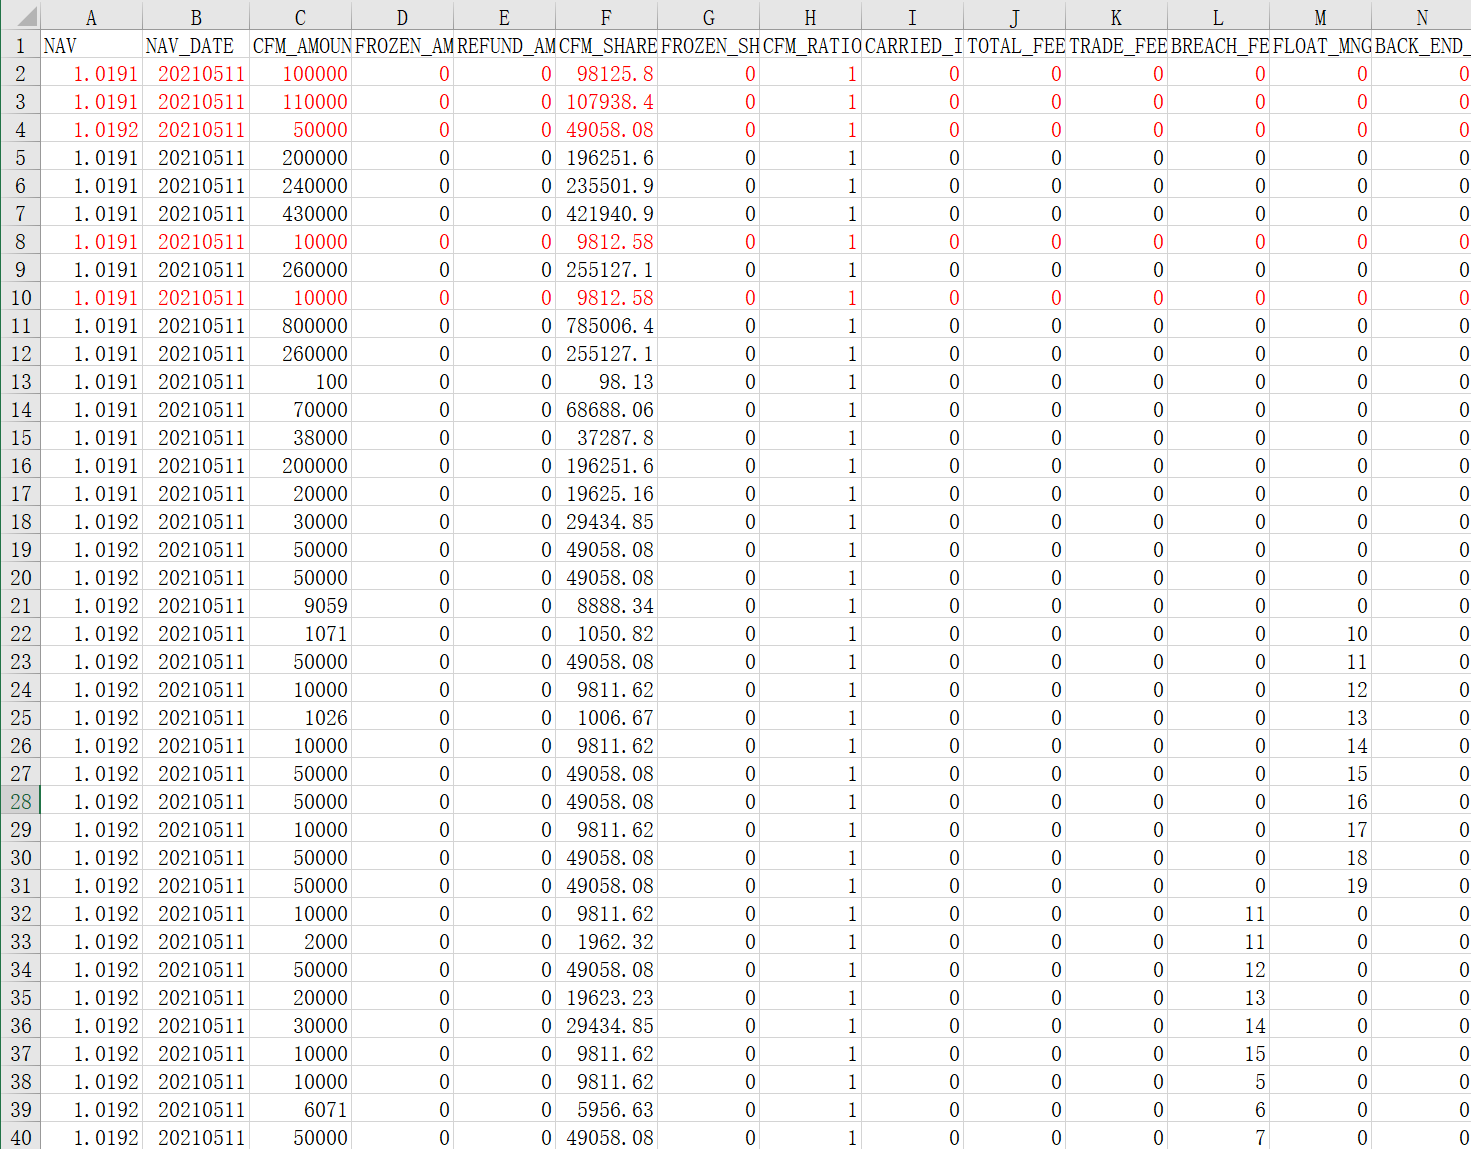 A B C D E F G H I J K L M N
1 NAV NAV_DATE CFM_AMOUN FROZEN_AM REFUND_AM CFM_SHARE FROZEN_SH CFM_RATIO CARRIED_I TOTAL_FEE TRADE_FEE BREACH_FE FLOAT_MNG BACK_END_
2 1.0191 20210511 100000 0 0 98125.8 0 1 0 0 0 0 0 0
3 1.0191 20210511 110000 0 0 107938.4 0 1 0 0 0 0 0 0
4 1.0192 20210511 50000 0 0 49058.08 0 1 0 0 0 0 0 0
5 1.0191 20210511 200000 0 0 196251.6 0 1 0 0 0 0 0 0
6 1.0191 20210511 240000 0 0 235501.9 0 1 0 0 0 0 0 0
7 1.0191 20210511 430000 0 0 421940.9 0 1 0 0 0 0 0 0
8 1.0191 20210511 10000 0 0 9812.58 0 1 0 0 0 0 0 0
9 1.0191 20210511 260000 0 0 255127.1 0 1 0 0 0 0 0 0
10 1.0191 20210511 10000 0 0 9812.58 0 1 0 0 0 0 0 0
11 1.0191 20210511 800000 0 0 785006.4 0 1 0 0 0 0 0 0
12 1.0191 20210511 260000 0 0 255127.1 0 1 0 0 0 0 0 0
13 1.0191 20210511 100 0 0 98.13 0 1 0 0 0 0 0 0
14 1.0191 20210511 70000 0 0 68688.06 0 1 0 0 0 0 0 0
15 1.0191 20210511 38000 0 0 37287.8 0 1 0 0 0 0 0 0
16 1.0191 20210511 200000 0 0 196251.6 0 1 0 0 0 0 0 0
17 1.0191 20210511 20000 0 0 19625.16 0 1 0 0 0 0 0 0
18 1.0192 20210511 30000 0 0 29434.85 0 1 0 0 0 0 0 0
19 1.0192 20210511 50000 0 0 49058.08 0 1 0 0 0 0 0 0
20 1.0192 20210511 50000 0 0 49058.08 0 1 0 0 0 0 0 0
21 1.0192 20210511 9059 0 0 8888.34 0 1 0 0 0 0 0 0
22 1.0192 20210511 1071 0 0 1050.82 0 1 0 0 0 0 10 0
23 1.0192 20210511 50000 0 0 49058.08 0 1 0 0 0 0 11 0
24 1.0192 20210511 10000 0 0 9811.62 0 1 0 0 0 0 12 0
25 1.0192 20210511 1026 0 0 1006.67 0 1 0 0 0 0 13 0
26 1.0192 20210511 10000 0 0 9811.62 0 1 0 0 0 0 14 0
27 1.0192 20210511 50000 0 0 49058.08 0 1 0 0 0 0 15 0
28 1.0192 20210511 50000 0 0 49058.08 0 1 0 0 0 0 16 0
29 1.0192 20210511 10000 0 0 9811.62 0 1 0 0 0 0 17 0
30 1.0192 20210511 50000 0 0 49058.08 0 1 0 0 0 0 18 0
31 1.0192 20210511 50000 0 0 49058.08 0 1 0 0 0 0 19 0
32 1.0192 20210511 10000 0 0 9811.62 0 1 0 0 0 11 0 0
33 1.0192 20210511 2000 0 0 1962.32 0 1 0 0 0 11 0 0
34 1.0192 20210511 50000 0 0 49058.08 0 1 0 0 0 12 0 0
35 1.0192 20210511 20000 0 0 19623.23 0 1 0 0 0 13 0 0
36 1.0192 20210511 30000 0 0 29434.85 0 1 0 0 0 14 0 0
37 1.0192 20210511 10000 0 0 9811.62 0 1 0 0 0 15 0 0
38 1.0192 20210511 10000 0 0 9811.62 0 1 0 0 0 5 0 0
39 1.0192 20210511 6071 0 0 5956.63 0 1 0 0 0 6 0 0
40 1.0192 20210511 50000 0 0 49058.08 0 1 0 0 0 7 0 0